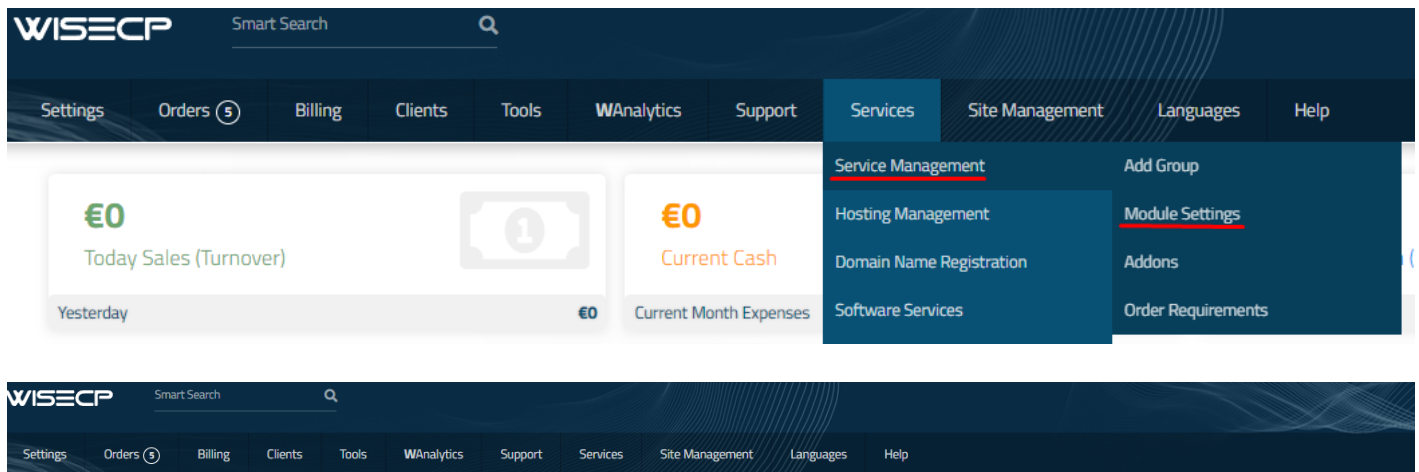 WISECP Smart Search
Settings Orders 5 Billing Clients Tools WAnalytics Support Services Site Management Languages Help
Service Management Add Group
€0 €0 Hosting Management Module Settings
Today Sales (Turnover) 1 Current Cash Domain Name Registration Addons (
Yesterday €0 Current Month Expenses Software Services Order Requirements
WISECP Smart Search
Settings Orders 5 Billing Clients Tools WAnalytics Support Services Site Management Languages Help